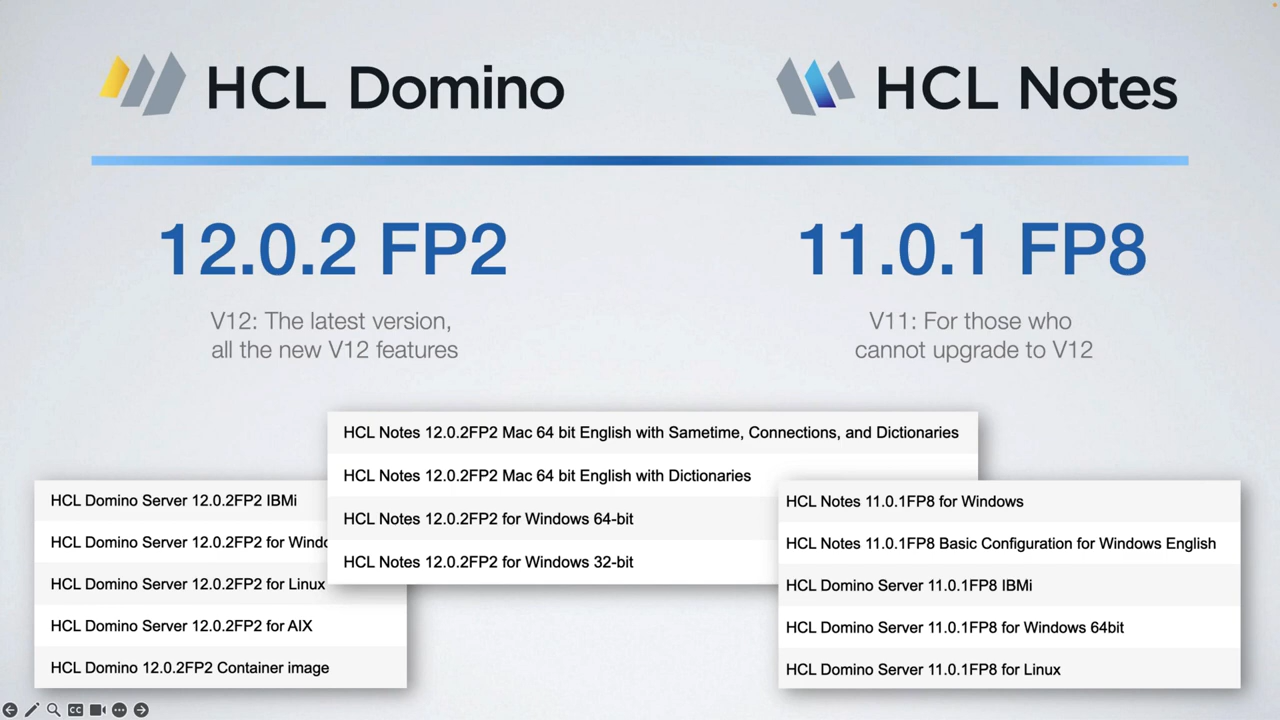 HCL Domino
HCL Notes
12.0.2 FP2
11.0.1 FP8
V12: The latest version,
all the new V12 features
V11: For those who
cannot upgrade to V12
HCL Notes 12.0.2FP2 Mac 64 bit English with Sametime, Connections, and Dictionaries
HCL Notes 12.0.2FP2 Mac 64 bit English with Dictionaries
HCL Notes 12.0.2FP2 for Windows 64-bit
HCL Notes 12.0.2FP2 for Windows 32-bit
HCL Domino Server 12.0.2FP2 IBMi
HCL Domino Server 12.0.2FP2 for Windo
HCL Domino Server 12.0.2FP2 for Linux
HCL Domino Server 12.0.2FP2 for AIX
HCL Domino 12.0.2FP2 Container image
HCL Notes 11.0.1FP8 for Windows
HCL Notes 11.0.1FP8 Basic Configuration for Windows English
HCL Domino Server 11.0.1FP8 IBMi
HCL Domino Server 11.0.1FP8 for Windows 64bit
HCL Domino Server 11.0.1FP8 for Linux
CC